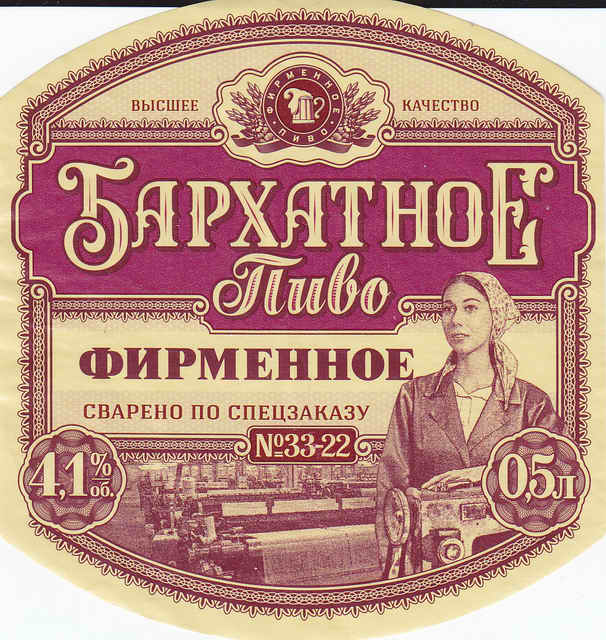 ВЫСШЕЕ КАЧЕСТВО
ФИРМЕННОЕ
ПИВО
БАРХАТНОЕ
Пиво
ФИРМЕННОЕ
СВАРЕНО ПО СПЕЦЗАКАЗУ
№33-22
4,1% об.
0,5л